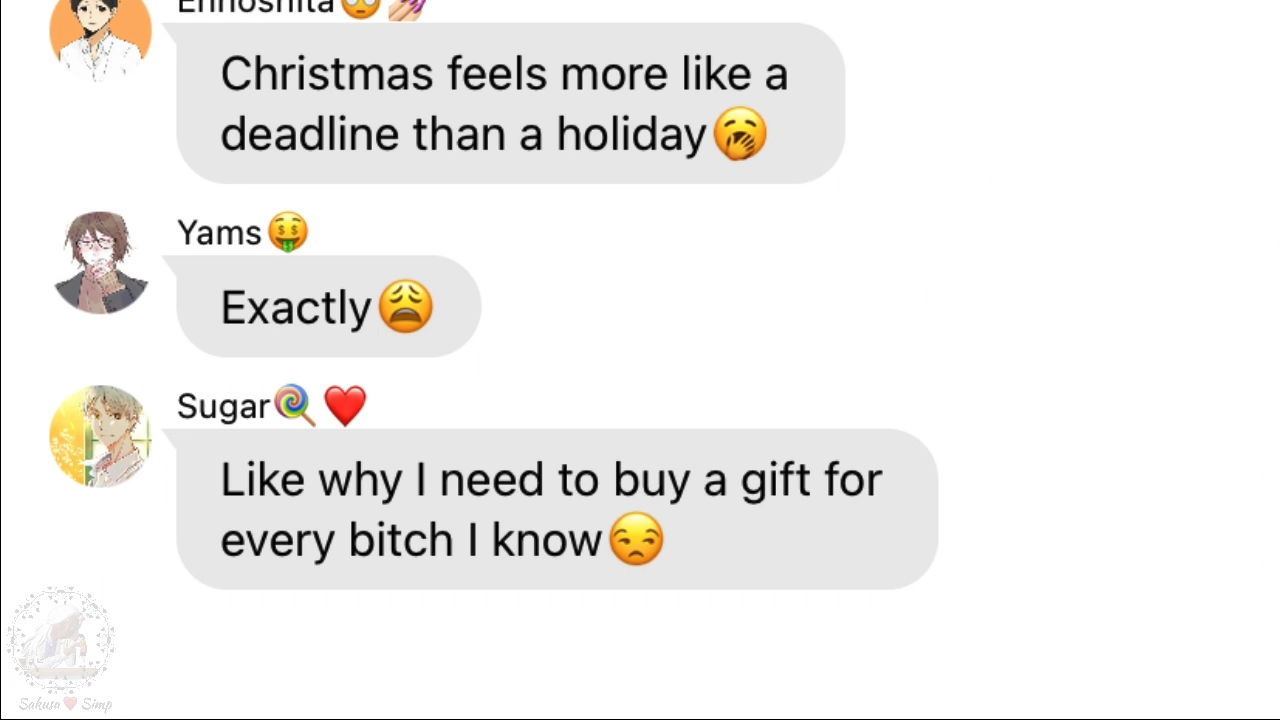 Ennoshita🥺💅🏼
Christmas feels more like a
deadline than a holiday🥱
Yams🤑
Exactly😩
Sugar🍭❤️
Like why I need to buy a gift for
every bitch I know😒
Sakusa❤️Simp